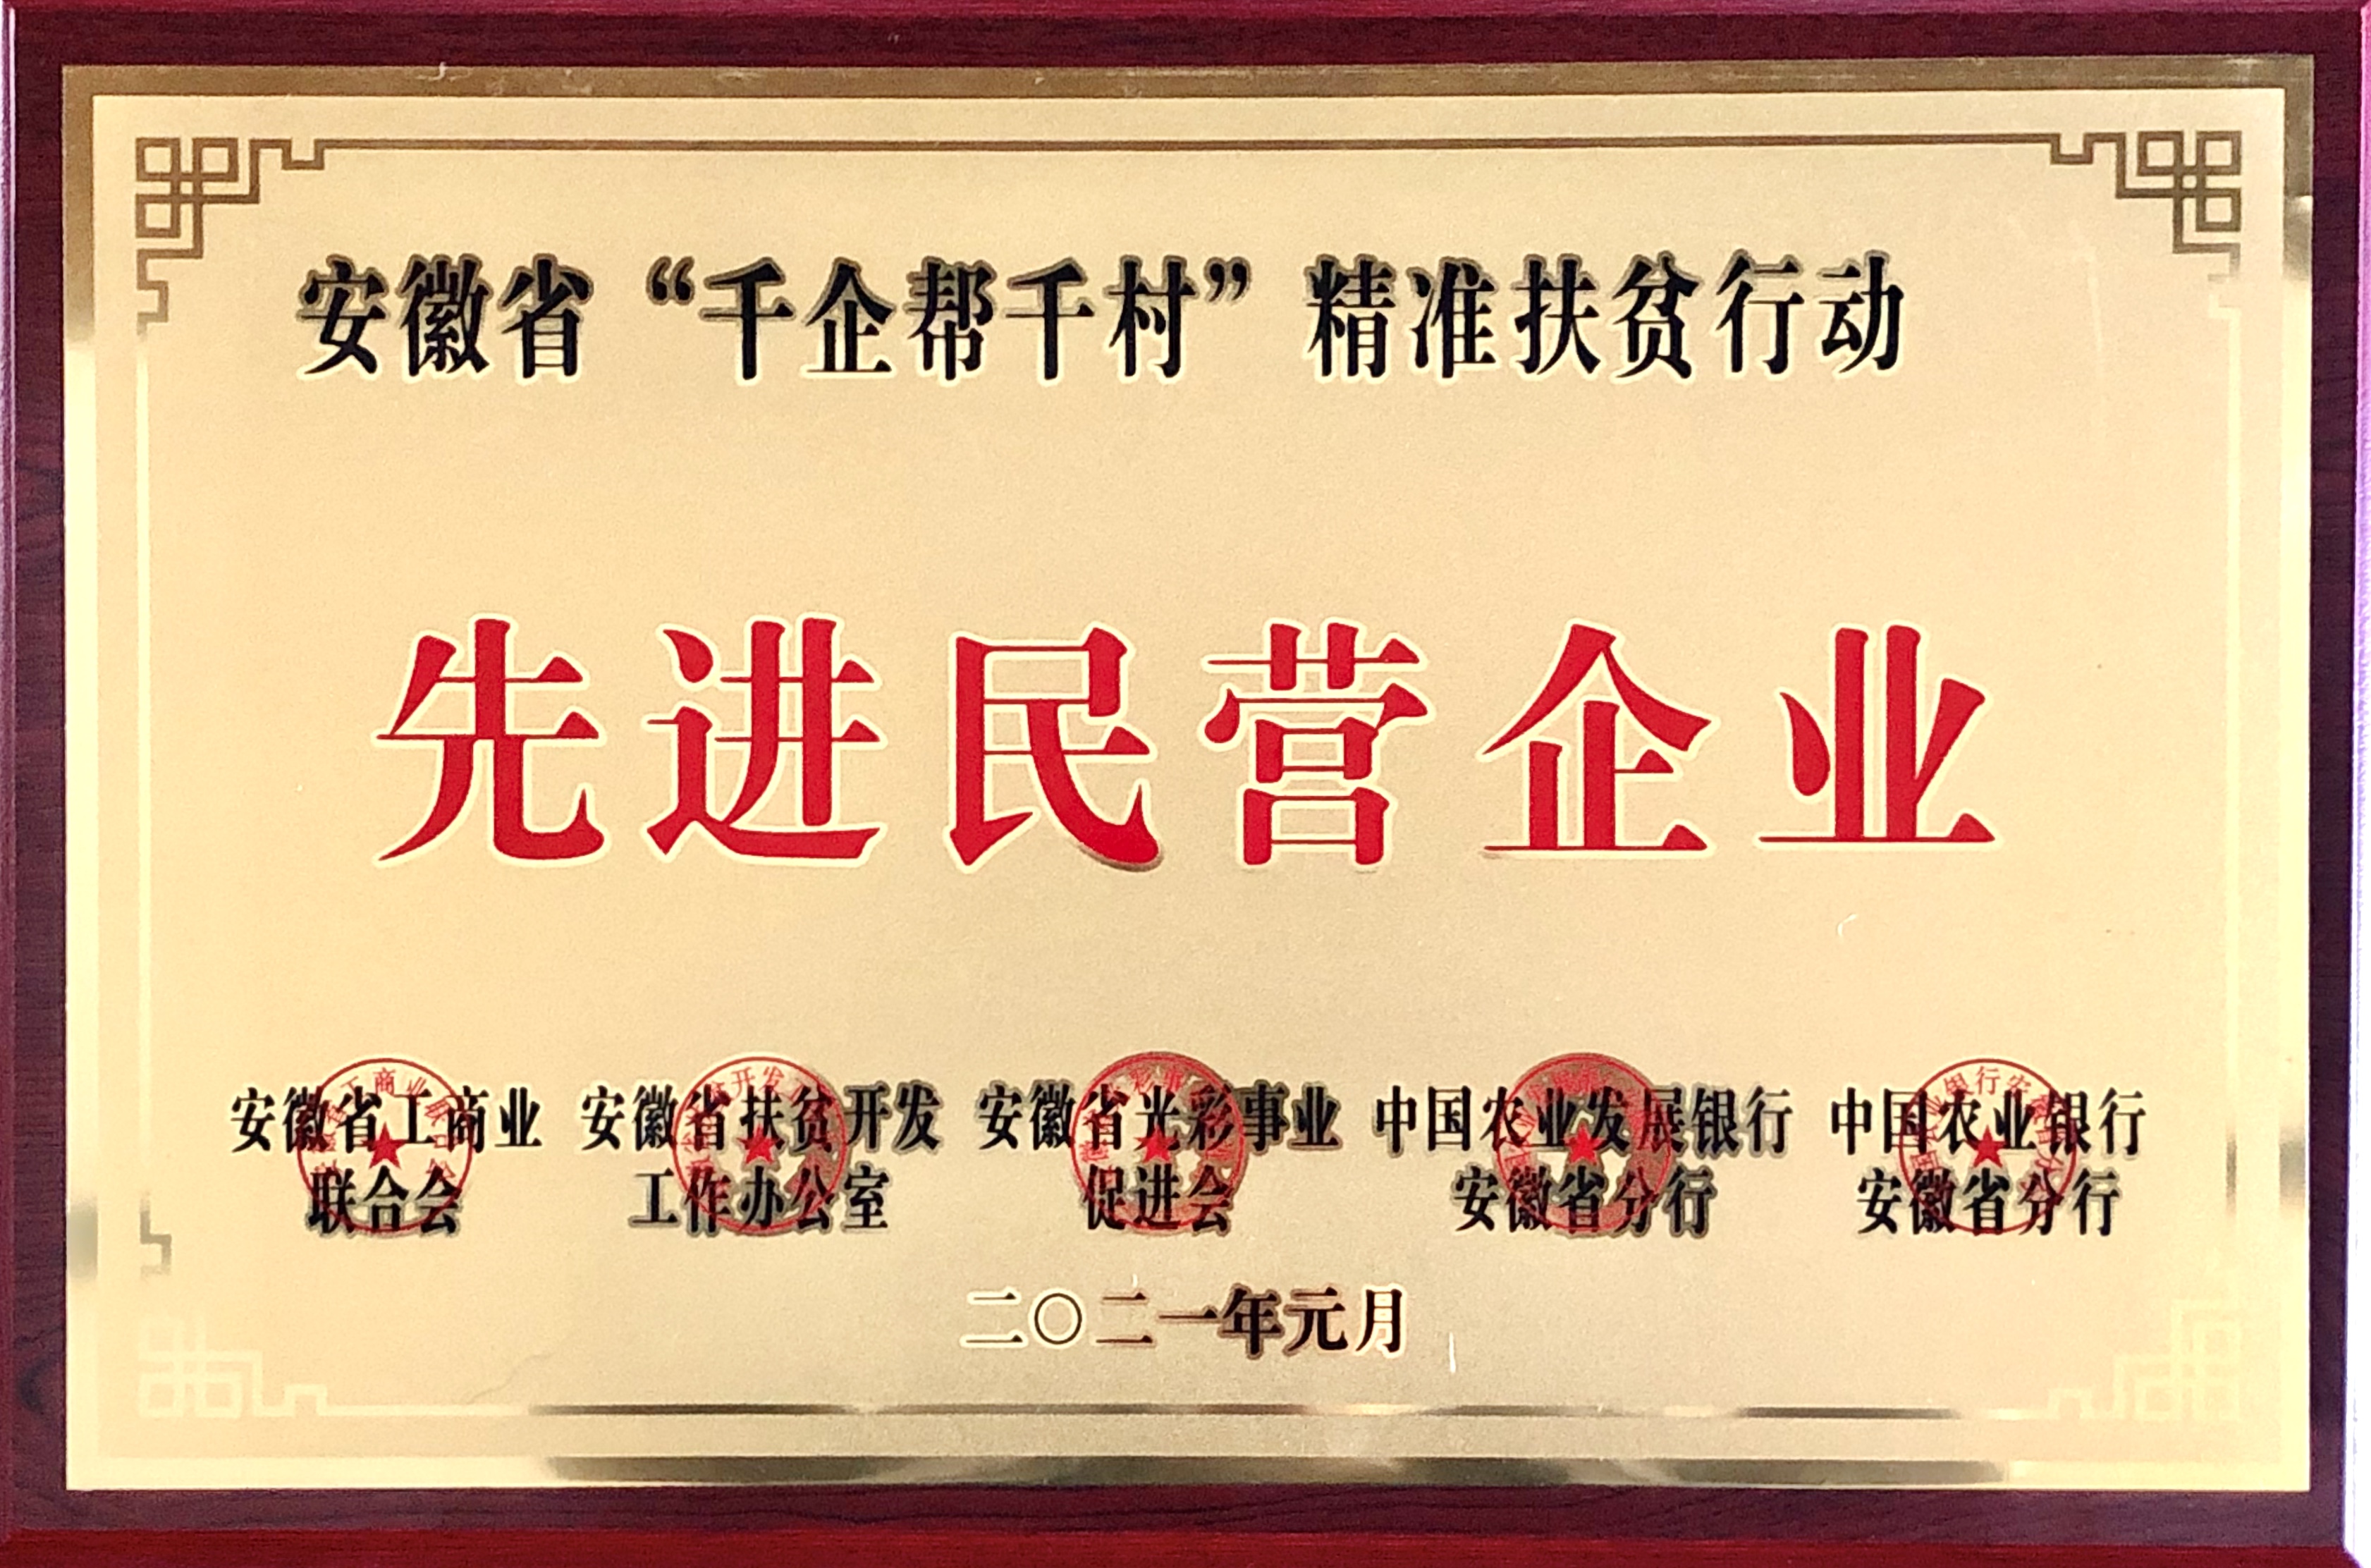 安徽省“千企帮千村”精准扶贫行动
先进民营企业
安徽省工商业联合会
安徽省扶贫开发工作办公室
安徽省光彩事业促进会
中国农业发展银行安徽省分行
中国农业银行安徽省分行
二〇二一年元月